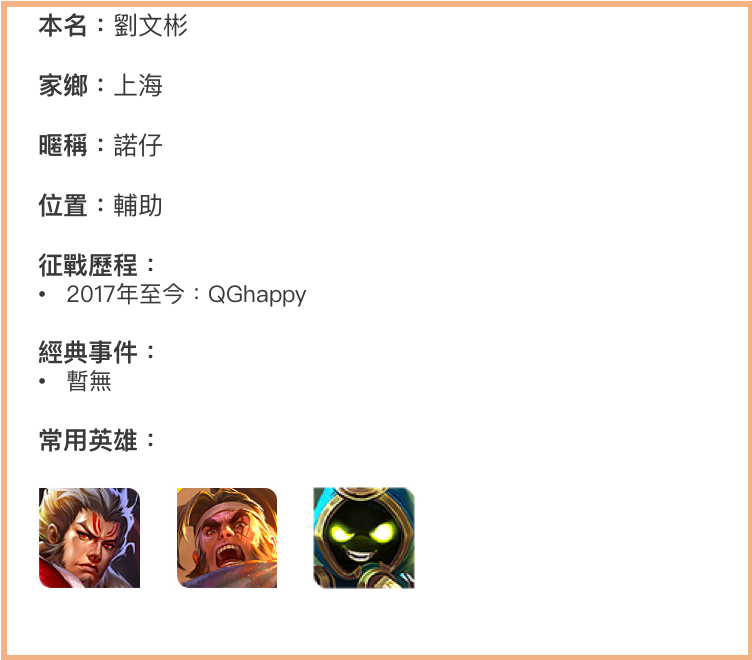 本名：劉文彬
家鄉：上海
暱稱：諾仔
位置：輔助
征戰歷程：
• 2017年至今：QGhappy
經典事件：
• 暫無
常用英雄：